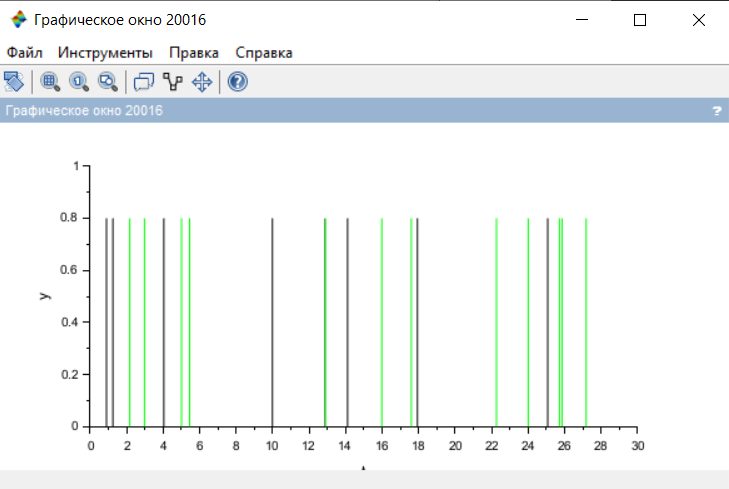 Графическое окно 20016
Файл Инструменты Правка Справка
Графическое окно 20016 ?
1
0.8
0.6
y
0.4
0.2
0
0 2 4 6 8 10 12 14 16 18 20 22 24 26 28 30